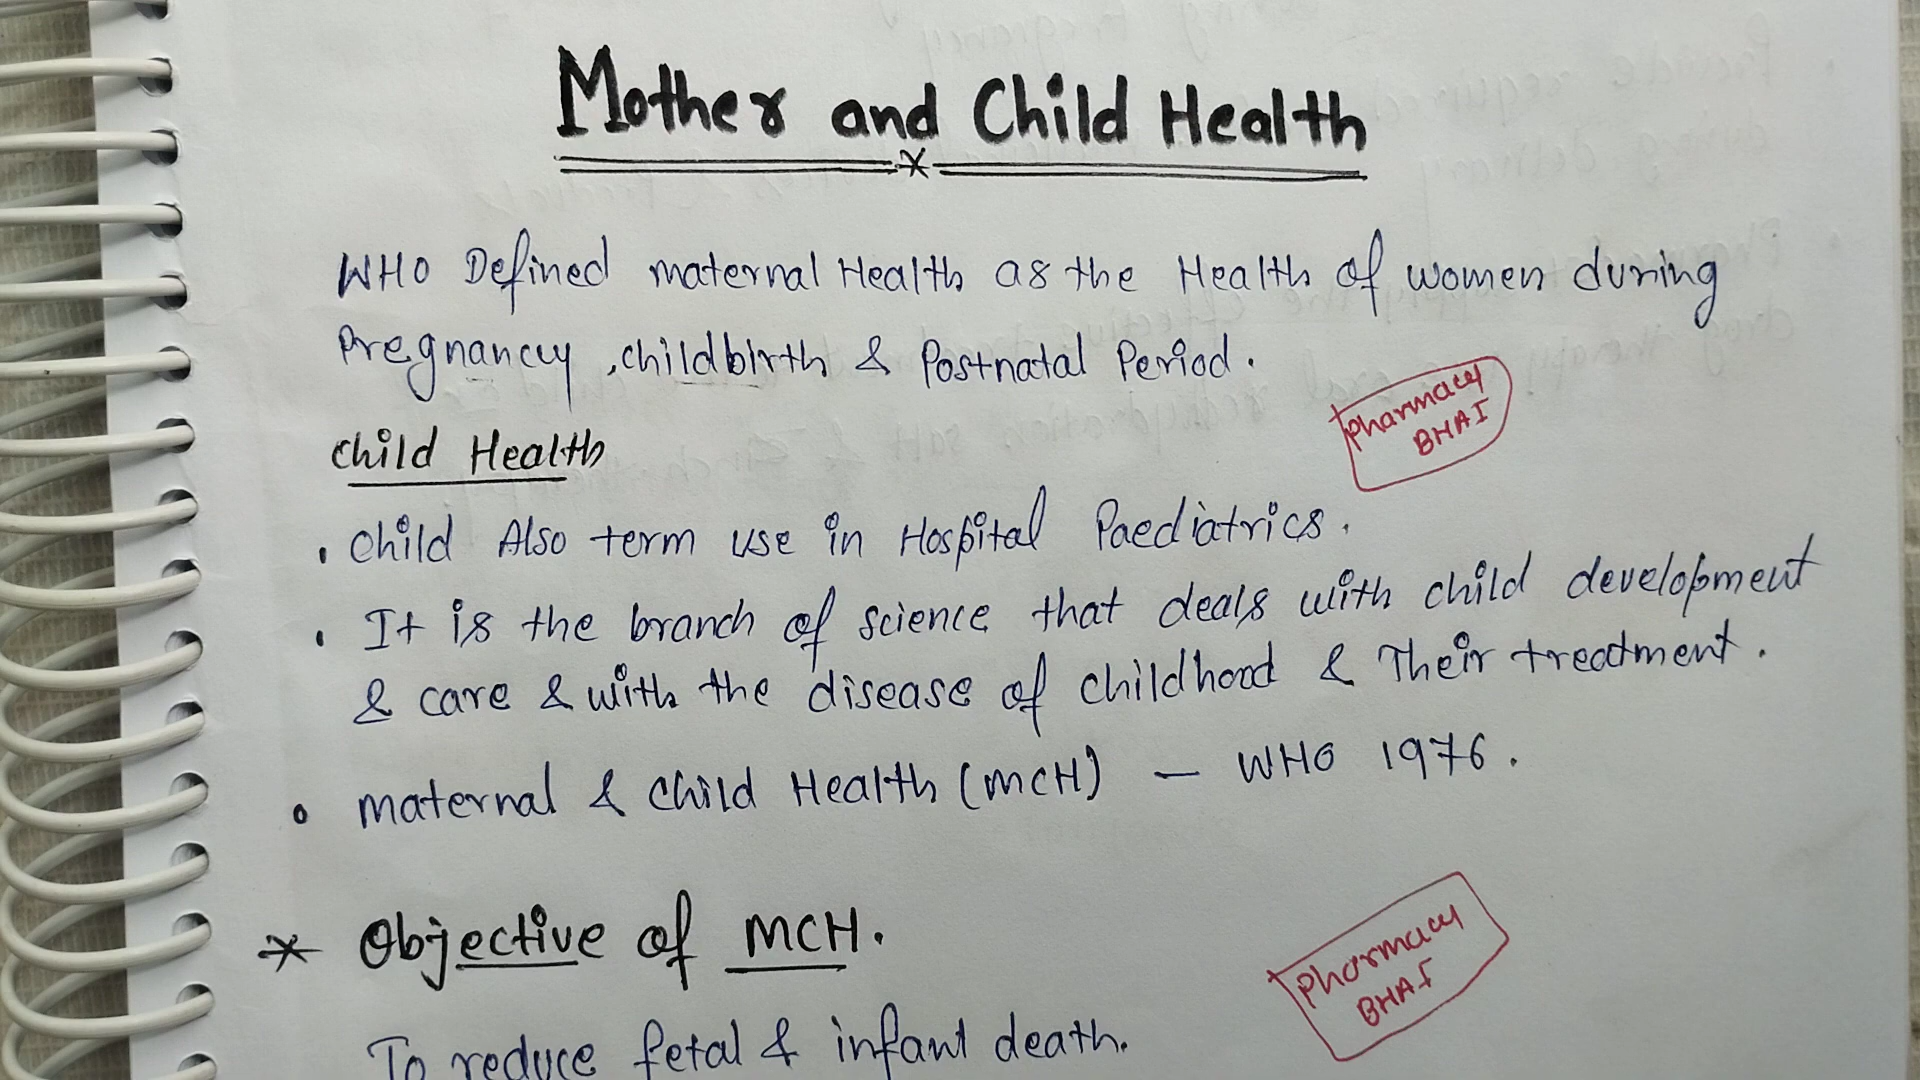 Mother and Child Health
WHO Defined maternal Health as the Health of women during
Pregnancy, childbirth & Postnatal Period.
Pharmacy
BHAI
Child Health
• Child Also term use in Hospital Paediatrics.
• It is the branch of science that deals with child development
& care & with the disease of childhood & Their treatment.
• maternal & Child Health (MCH) — WHO 1976.
* Objective of MCH.
Pharmacy
BHAI
To reduce fetal & infant death.